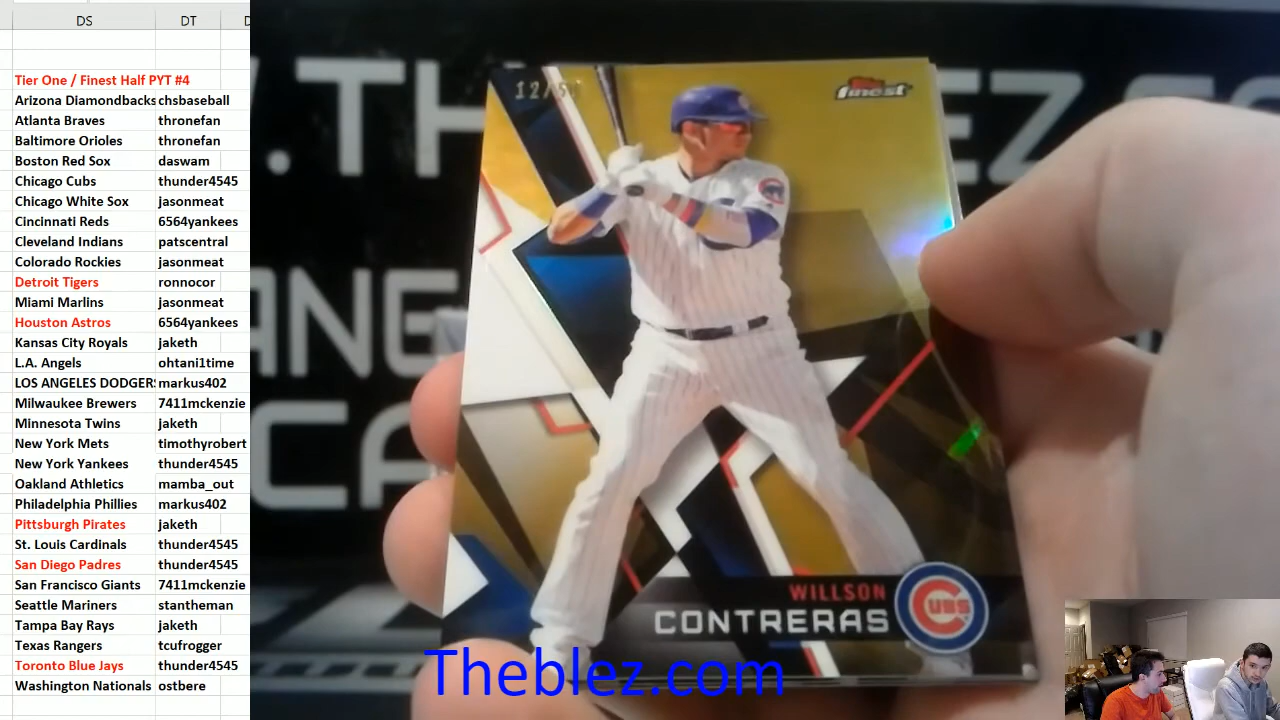 DS DT
Tier One / Finest Half PYT #4
Arizona Diamondbacks chsbaseball
Atlanta Braves thronefan
Baltimore Orioles thronefan
Boston Red Sox daswam
Chicago Cubs thunder4545
Chicago White Sox jasonmeat
Cincinnati Reds 6564yankees
Cleveland Indians patscentral
Colorado Rockies jasonmeat
Detroit Tigers ronnocor
Miami Marlins jasonmeat
Houston Astros 6564yankees
Kansas City Royals jaketh
L.A. Angels ohtani1time
LOS ANGELES DODGERS markus402
Milwaukee Brewers 7411mckenzie
Minnesota Twins jaketh
New York Mets timothyrobert
New York Yankees thunder4545
Oakland Athletics mamba_out
Philadelphia Phillies markus402
Pittsburgh Pirates jaketh
St. Louis Cardinals thunder4545
San Diego Padres thunder4545
San Francisco Giants 7411mckenzie
Seattle Mariners stantheman
Tampa Bay Rays jaketh
Texas Rangers tcufrogger
Toronto Blue Jays thunder4545
Washington Nationals ostbere
12/50
Topps
finest
WILLSON
CONTRERAS
CUBS
Theblez.com